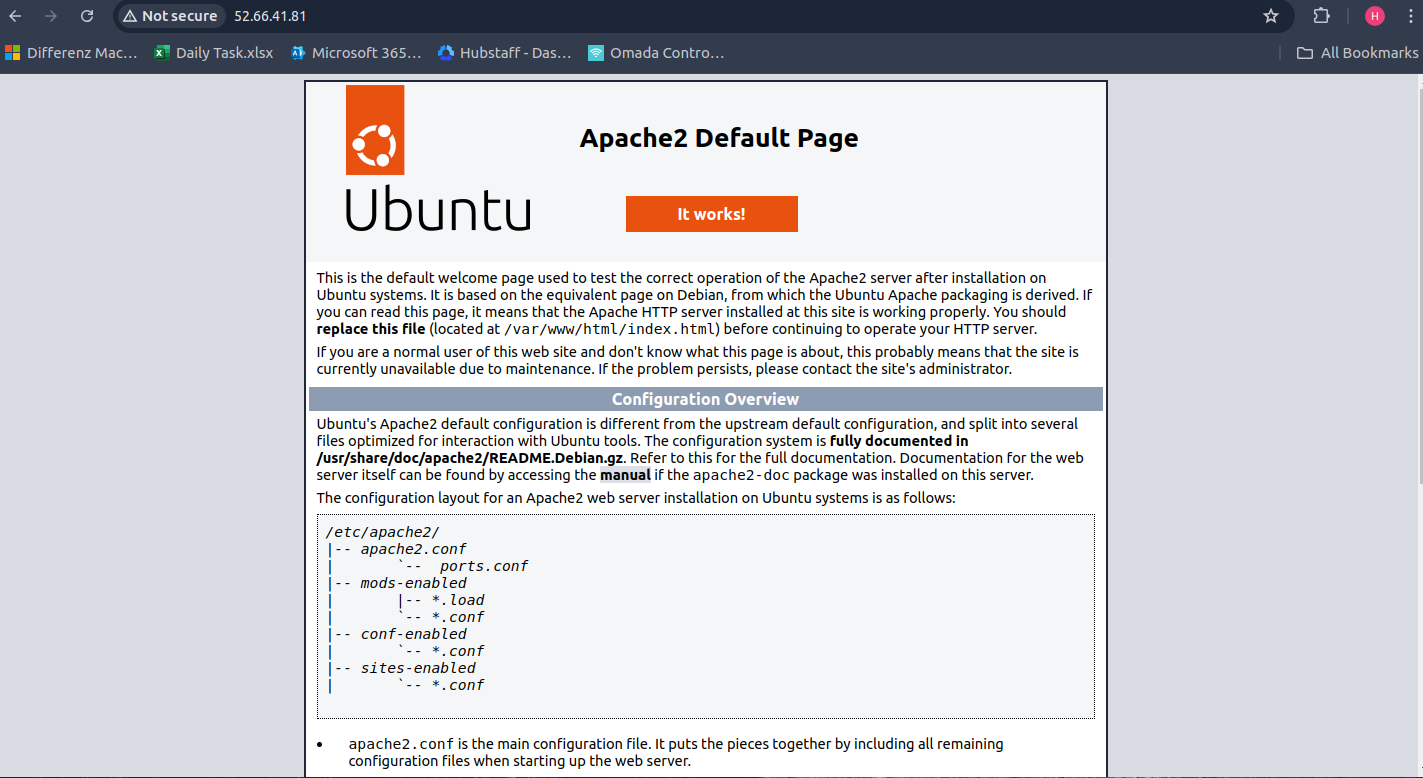 Not secure 52.66.41.81
H
Differenz Mac... Daily Task.xlsx Microsoft 365... Hubstaff - Das... Omada Contro... All Bookmarks
Apache2 Default Page
Ubuntu
It works!
This is the default welcome page used to test the correct operation of the Apache2 server after installation on
Ubuntu systems. It is based on the equivalent page on Debian, from which the Ubuntu Apache packaging is derived. If
you can read this page, it means that the Apache HTTP server installed at this site is working properly. You should
replace this file (located at /var/www/html/index.html) before continuing to operate your HTTP server.
If you are a normal user of this web site and don't know what this page is about, this probably means that the site is
currently unavailable due to maintenance. If the problem persists, please contact the site's administrator.
Configuration Overview
Ubuntu's Apache2 default configuration is different from the upstream default configuration, and split into several
files optimized for interaction with Ubuntu tools. The configuration system is fully documented in
/usr/share/doc/apache2/README.Debian.gz. Refer to this for the full documentation. Documentation for the web
server itself can be found by accessing the manual if the apache2-doc package was installed on this server.
The configuration layout for an Apache2 web server installation on Ubuntu systems is as follows:
/etc/apache2/
|-- apache2.conf
|       `--  ports.conf
|-- mods-enabled
|       |-- *.load
|       `-- *.conf
|-- conf-enabled
|       `-- *.conf
|-- sites-enabled
|       `-- *.conf
• apache2.conf is the main configuration file. It puts the pieces together by including all remaining
configuration files when starting up the web server.